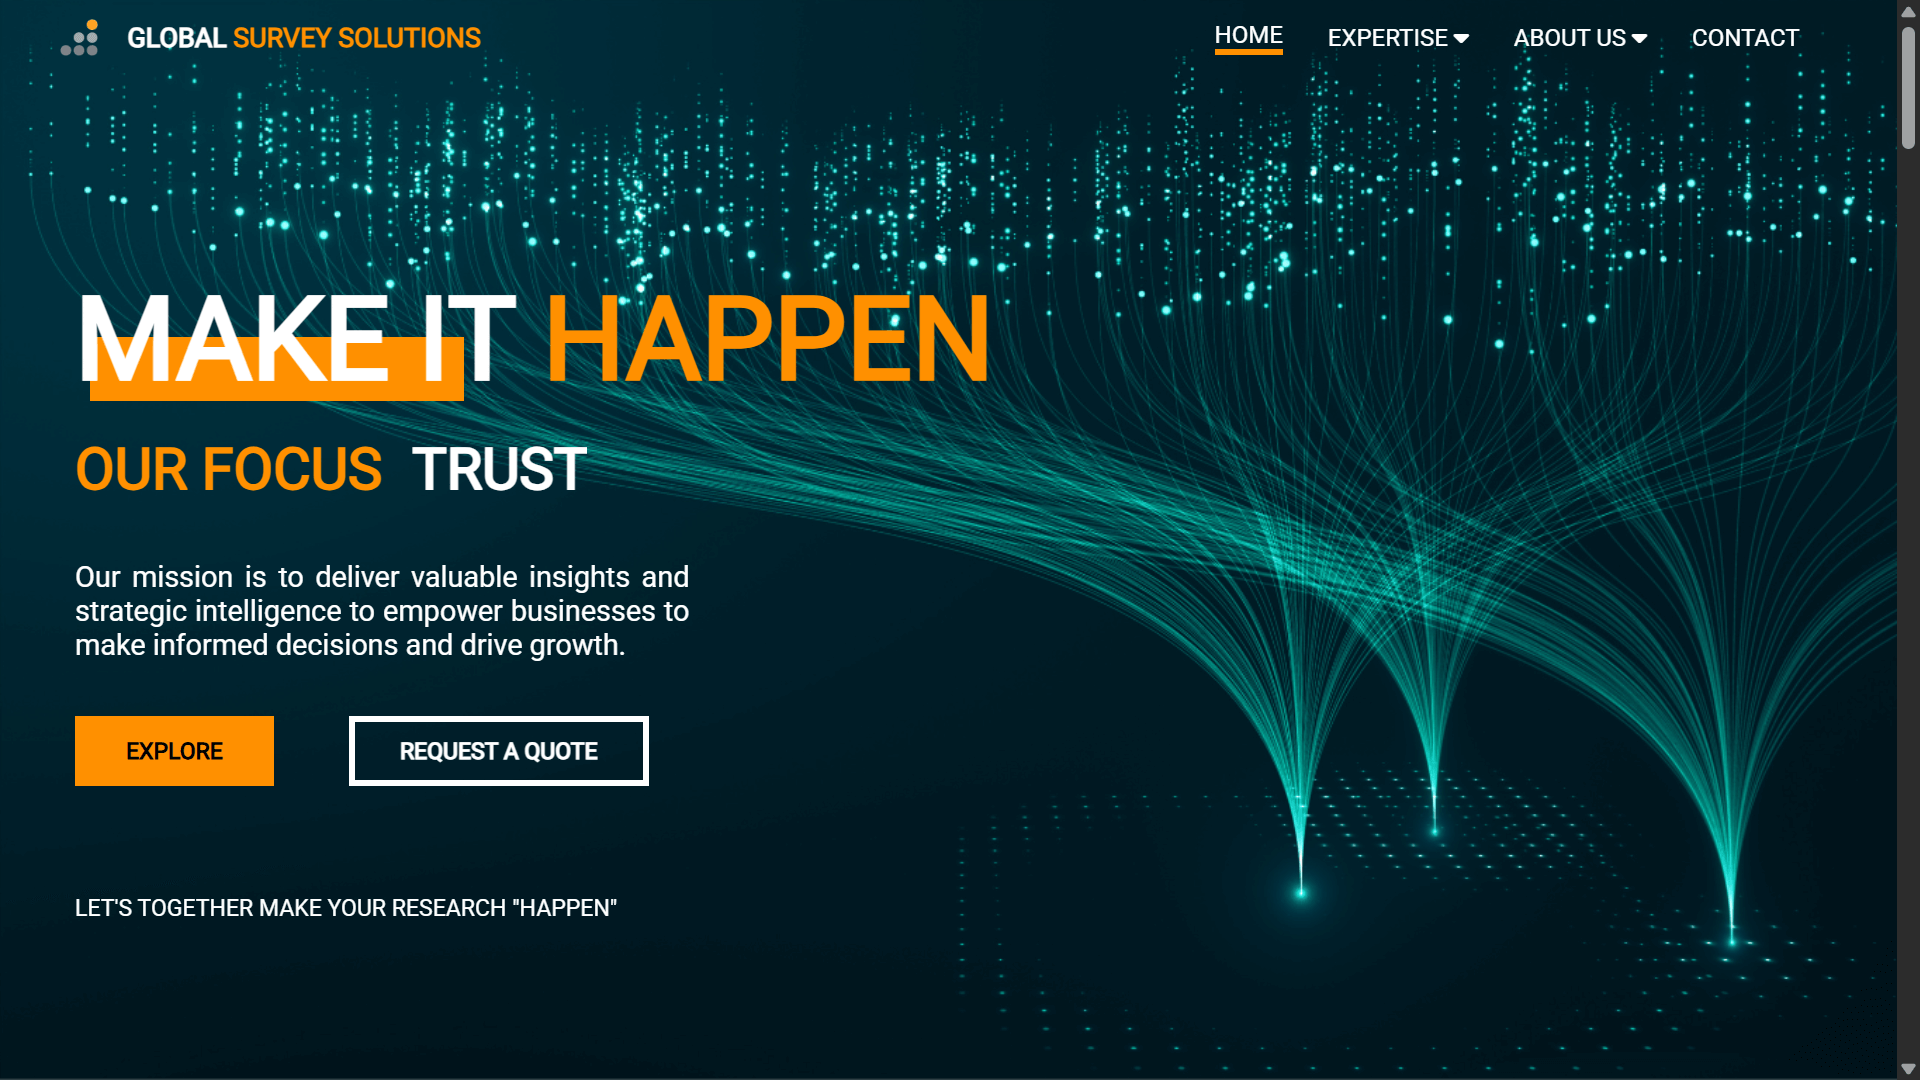 GLOBAL SURVEY SOLUTIONS
HOME
EXPERTISE
ABOUT US
CONTACT
MAKE IT HAPPEN
OUR FOCUS TRUST
Our mission is to deliver valuable insights and
strategic intelligence to empower businesses to
make informed decisions and drive growth.
EXPLORE
REQUEST A QUOTE
LET'S TOGETHER MAKE YOUR RESEARCH "HAPPEN"